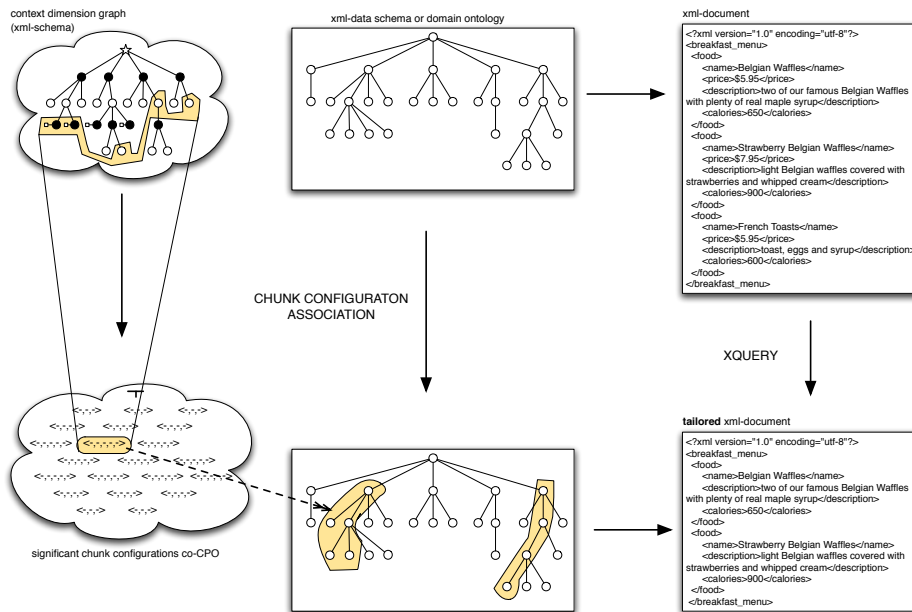 context dimension graph
(xml-schema)
xml-data schema or domain ontology
xml-document
<?xml version="1.0" encoding="utf-8"?>
<breakfast_menu>
<food>
<name>Belgian Waffles</name>
<price>$5.95</price>
<description>two of our famous Belgian Waffles
with plenty of real maple syrup</description>
<calories>650</calories>
</food>
<food>
<name>Strawberry Belgian Waffles</name>
<price>$7.95</price>
<description>light Belgian waffles covered with
strawberries and whipped cream</description>
<calories>900</calories>
</food>
<food>
<name>French Toasts</name>
<price>$5.95</price>
<description>toast, eggs and syrup</description:
<calories>600</calories>
</food>
</breakfast_menu>
CHUNK CONFIGURATON
ASSOCIATION
XQUERY
<-,-,-> <-,-,->
<-,-,-> <-,-,-> <-,-,->
<-,-,-,-> <-,-,-,-,-> <-,-,-,-> <-,-,-,->
<-,-,-,-> <-,-,-,-> <-,-,-,->
<-,-,-,-> <-,-,-,-> <-,-,-,-> <-,-,-,->
<-,-,-> <-,-,-> <-,-,->
<-,-> <-,->
significant chunk configurations co-CPO
tailored xml-document
<?xml version="1.0" encoding="utf-8"?>
<breakfast_menu>
<food>
<name>Belgian Waffles</name>
<description>two of our famous Belgian Waffles
with plenty of real maple syrup</description>
<calories>650</calories>
</food>
<food>
<name>Strawberry Belgian Waffles</name>
<description>light Belgian waffles covered with
strawberries and whipped cream</description>
<calories>900</calories>
</food>
</breakfast_menu>